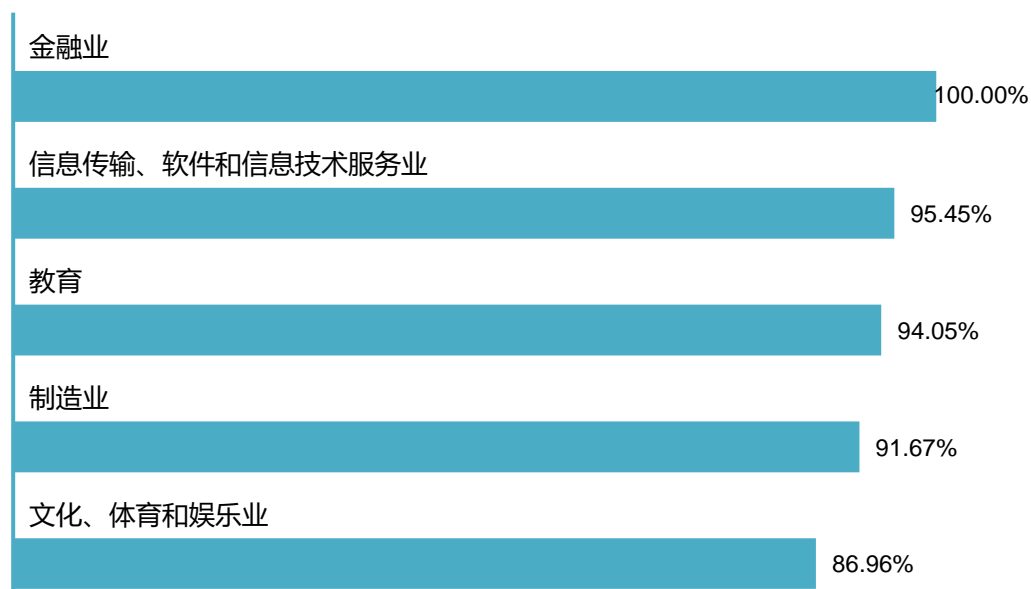 金融业
100.00%
信息传输、软件和信息技术服务业
95.45%
教育
94.05%
制造业
91.67%
文化、体育和娱乐业
86.96%